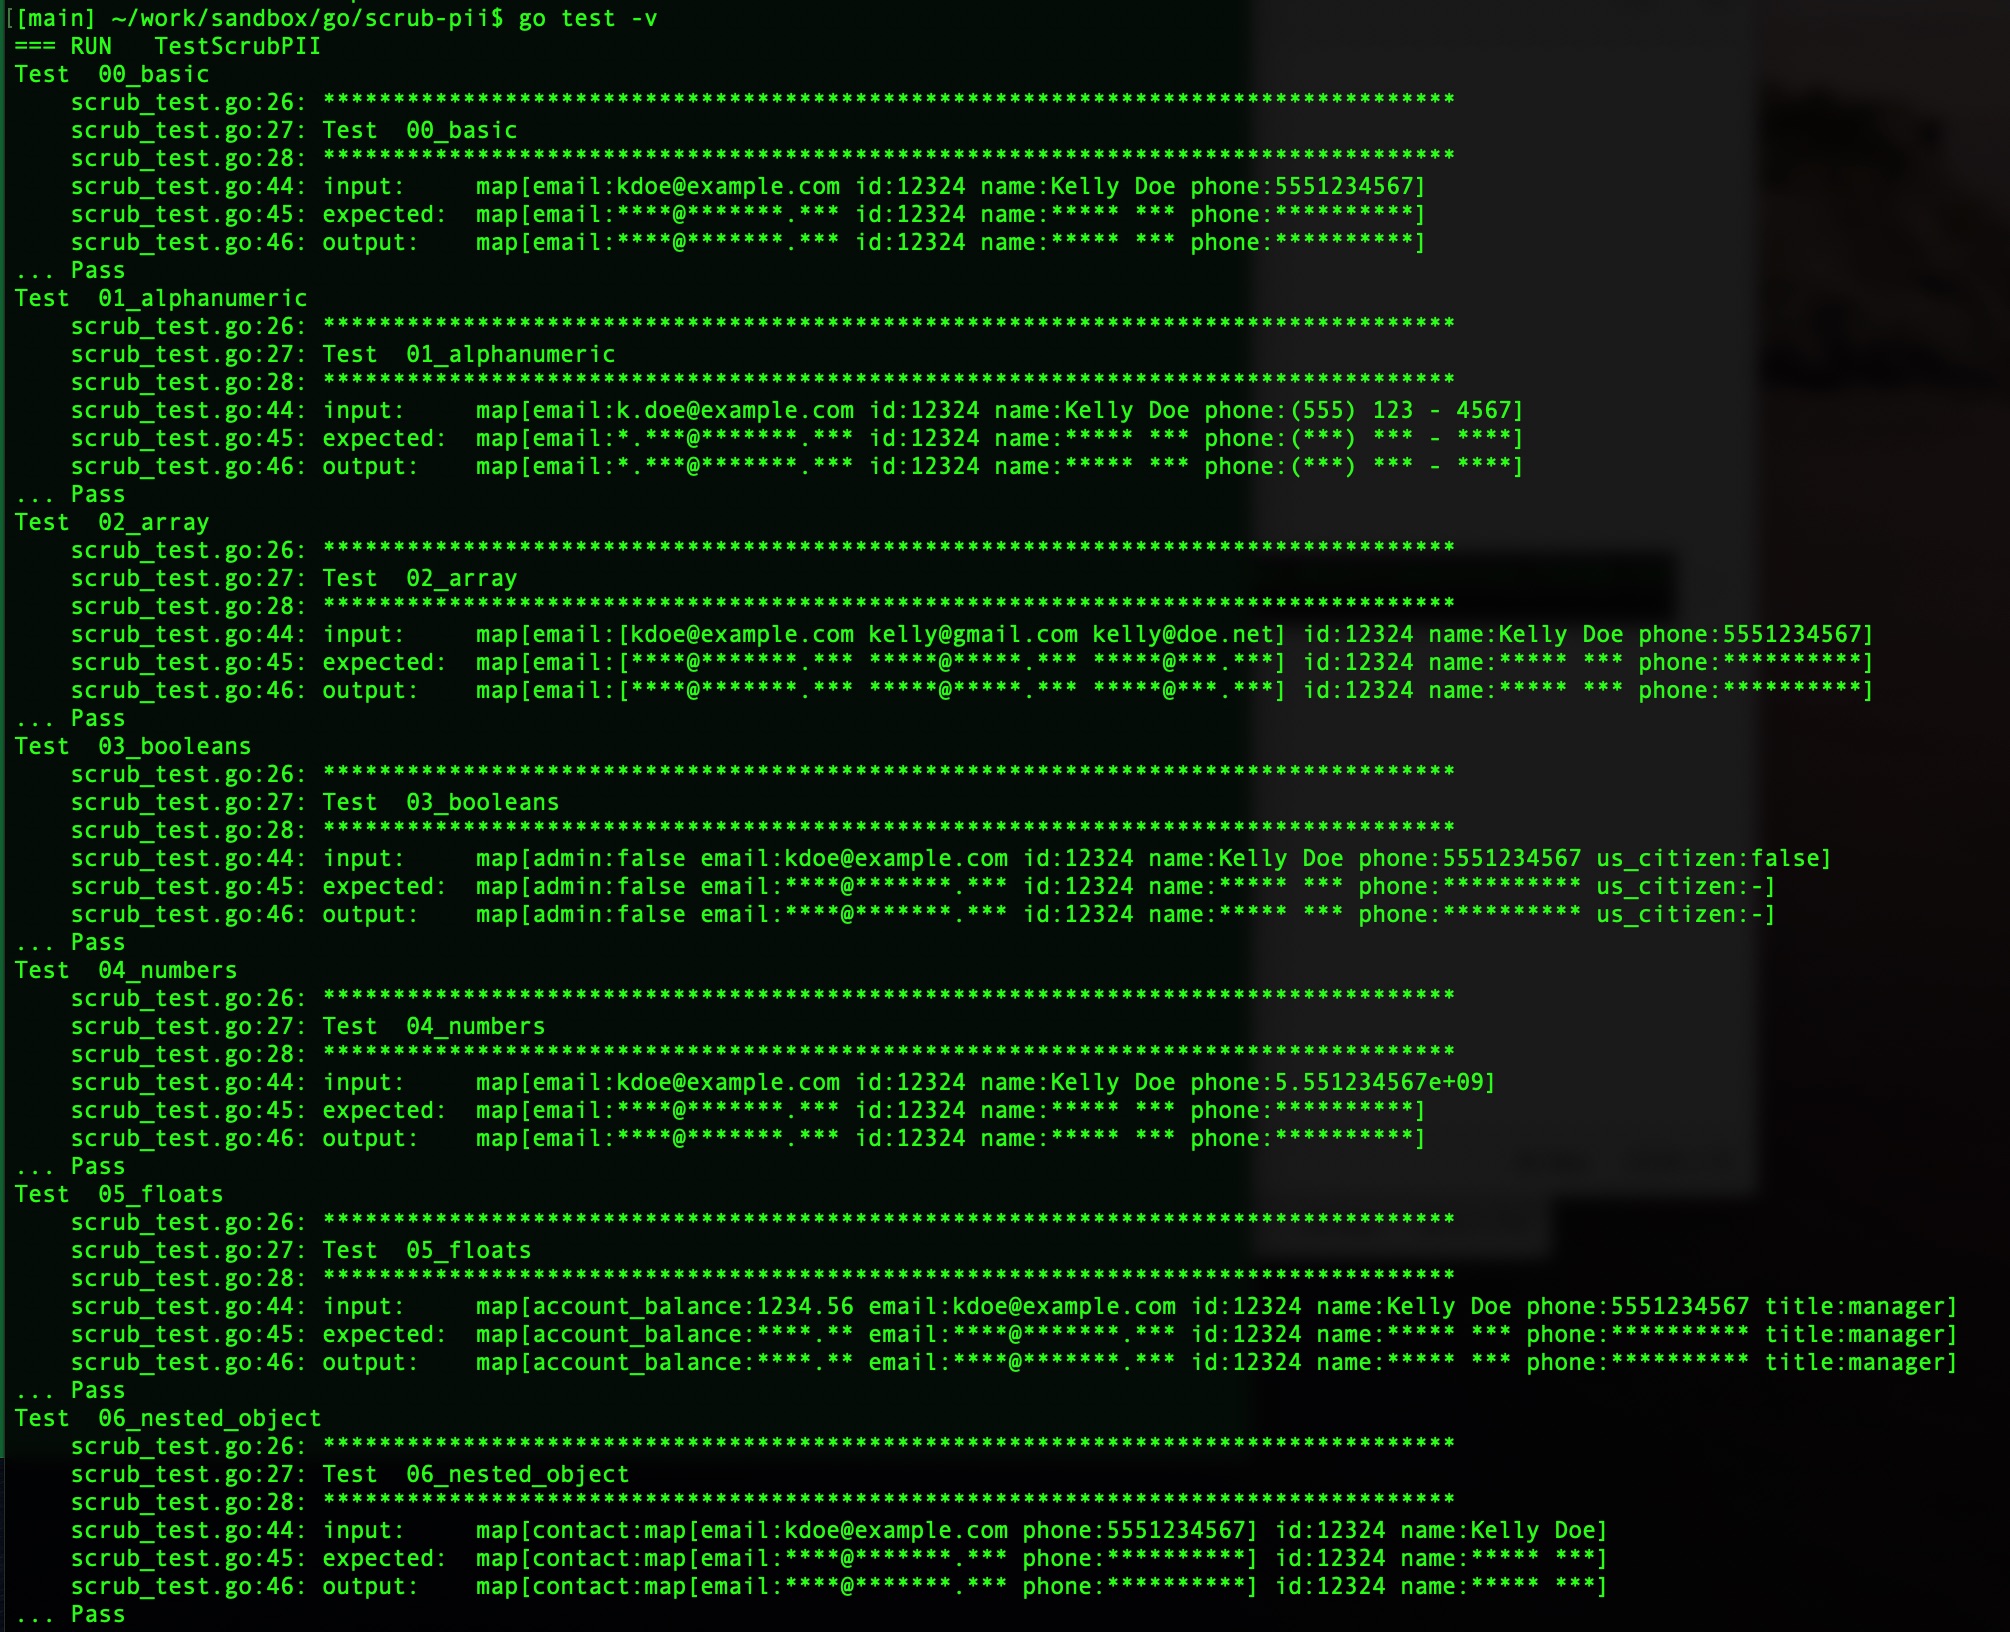 [[main] ~/work/sandbox/go/scrub-pii$ go test -v
=== RUN   TestScrubPII
Test  00_basic
    scrub_test.go:26: *********************************************************************************
    scrub_test.go:27: Test  00_basic
    scrub_test.go:28: *********************************************************************************
    scrub_test.go:44: input:     map[email:kdoe@example.com id:12324 name:Kelly Doe phone:5551234567]
    scrub_test.go:45: expected:  map[email:****@*******.*** id:12324 name:***** *** phone:**********]
    scrub_test.go:46: output:    map[email:****@*******.*** id:12324 name:***** *** phone:**********]
... Pass
Test  01_alphanumeric
    scrub_test.go:26: *********************************************************************************
    scrub_test.go:27: Test  01_alphanumeric
    scrub_test.go:28: *********************************************************************************
    scrub_test.go:44: input:     map[email:k.doe@example.com id:12324 name:Kelly Doe phone:(555) 123 - 4567]
    scrub_test.go:45: expected:  map[email:*.***@*******.*** id:12324 name:***** *** phone:(***) *** - ****]
    scrub_test.go:46: output:    map[email:*.***@*******.*** id:12324 name:***** *** phone:(***) *** - ****]
... Pass
Test  02_array
    scrub_test.go:26: *********************************************************************************
    scrub_test.go:27: Test  02_array
    scrub_test.go:28: *********************************************************************************
    scrub_test.go:44: input:     map[email:[kdoe@example.com kelly@gmail.com kelly@doe.net] id:12324 name:Kelly Doe phone:5551234567]
    scrub_test.go:45: expected:  map[email:[****@*******.*** *****@*****.*** *****@***.***] id:12324 name:***** *** phone:**********]
    scrub_test.go:46: output:    map[email:[****@*******.*** *****@*****.*** *****@***.***] id:12324 name:***** *** phone:**********]
... Pass
Test  03_booleans
    scrub_test.go:26: *********************************************************************************
    scrub_test.go:27: Test  03_booleans
    scrub_test.go:28: *********************************************************************************
    scrub_test.go:44: input:     map[admin:false email:kdoe@example.com id:12324 name:Kelly Doe phone:5551234567 us_citizen:false]
    scrub_test.go:45: expected:  map[admin:false email:****@*******.*** id:12324 name:***** *** phone:********** us_citizen:-]
    scrub_test.go:46: output:    map[admin:false email:****@*******.*** id:12324 name:***** *** phone:********** us_citizen:-]
... Pass
Test  04_numbers
    scrub_test.go:26: *********************************************************************************
    scrub_test.go:27: Test  04_numbers
    scrub_test.go:28: *********************************************************************************
    scrub_test.go:44: input:     map[email:kdoe@example.com id:12324 name:Kelly Doe phone:5.551234567e+09]
    scrub_test.go:45: expected:  map[email:****@*******.*** id:12324 name:***** *** phone:**********]
    scrub_test.go:46: output:    map[email:****@*******.*** id:12324 name:***** *** phone:**********]
... Pass
Test  05_floats
    scrub_test.go:26: *********************************************************************************
    scrub_test.go:27: Test  05_floats
    scrub_test.go:28: *********************************************************************************
    scrub_test.go:44: input:     map[account_balance:1234.56 email:kdoe@example.com id:12324 name:Kelly Doe phone:5551234567 title:manager]
    scrub_test.go:45: expected:  map[account_balance:****.** email:****@*******.*** id:12324 name:***** *** phone:********** title:manager]
    scrub_test.go:46: output:    map[account_balance:****.** email:****@*******.*** id:12324 name:***** *** phone:********** title:manager]
... Pass
Test  06_nested_object
    scrub_test.go:26: *********************************************************************************
    scrub_test.go:27: Test  06_nested_object
    scrub_test.go:28: *********************************************************************************
    scrub_test.go:44: input:     map[contact:map[email:kdoe@example.com phone:5551234567] id:12324 name:Kelly Doe]
    scrub_test.go:45: expected:  map[contact:map[email:****@*******.*** phone:**********] id:12324 name:***** ***]
    scrub_test.go:46: output:    map[contact:map[email:****@*******.*** phone:**********] id:12324 name:***** ***]
... Pass